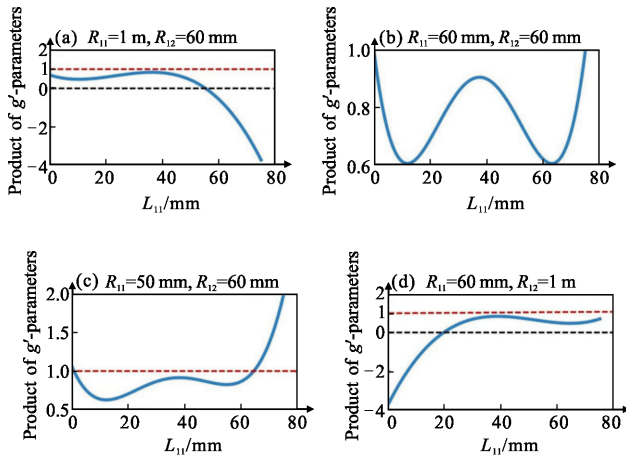 (a) R₁₁=1 m, R₁₂=60 mm
Product of g′-parameters
2
1
0
−2
−4
0 20 40 60 80
L₁₁/mm
(b) R₁₁=60 mm, R₁₂=60 mm
Product of g′-parameters
1.0
0.8
0.6
0 20 40 60 80
L₁₁/mm
(c) R₁₁=50 mm, R₁₂=60 mm
Product of g′-parameters
2.0
1.5
1.0
0.5
0 20 40 60 80
L₁₁/mm
(d) R₁₁=60 mm, R₁₂=1 m
Product of g′-parameters
2
1
0
−2
−4
0 20 40 60 80
L₁₁/mm